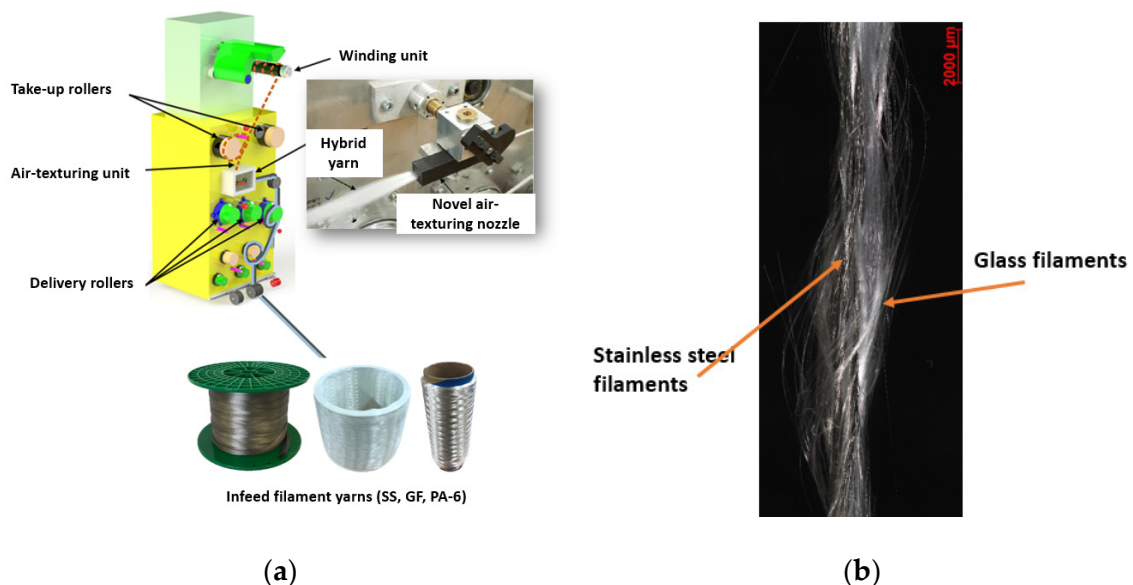 Winding unit
Take-up rollers
Hybrid
yarn
Air-texturing unit
Novel air-
texturing nozzle
Delivery rollers
Infeed filament yarns (SS, GF, PA-6)
(a)
2000 µm
Glass filaments
Stainless steel
filaments
(b)